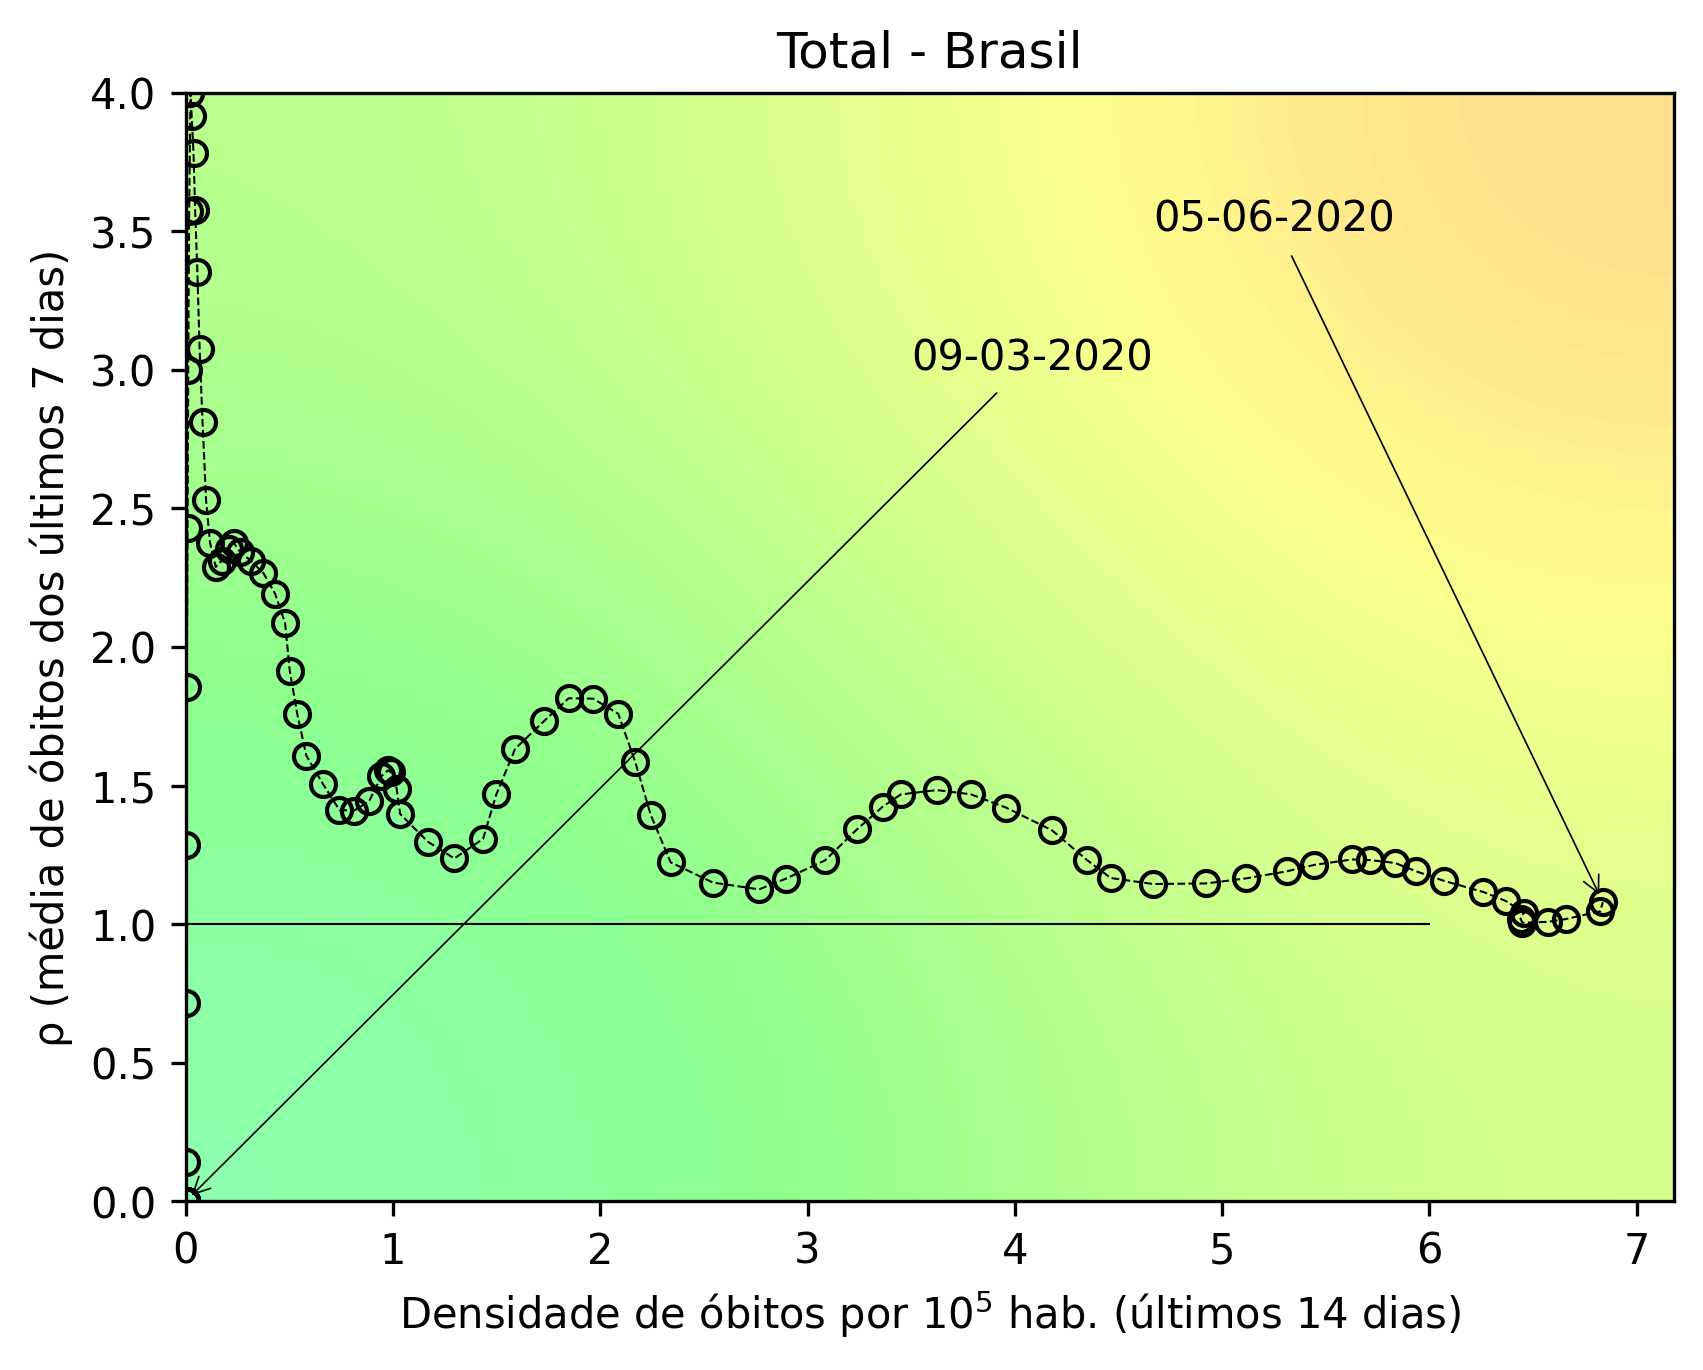 Total - Brasil
ρ (média de óbitos dos últimos 7 dias)
4.0
3.5
3.0
2.5
2.0
1.5
1.0
0.5
0.0
05-06-2020
09-03-2020
0 1 2 3 4 5 6 7
Densidade de óbitos por 10⁵ hab. (últimos 14 dias)